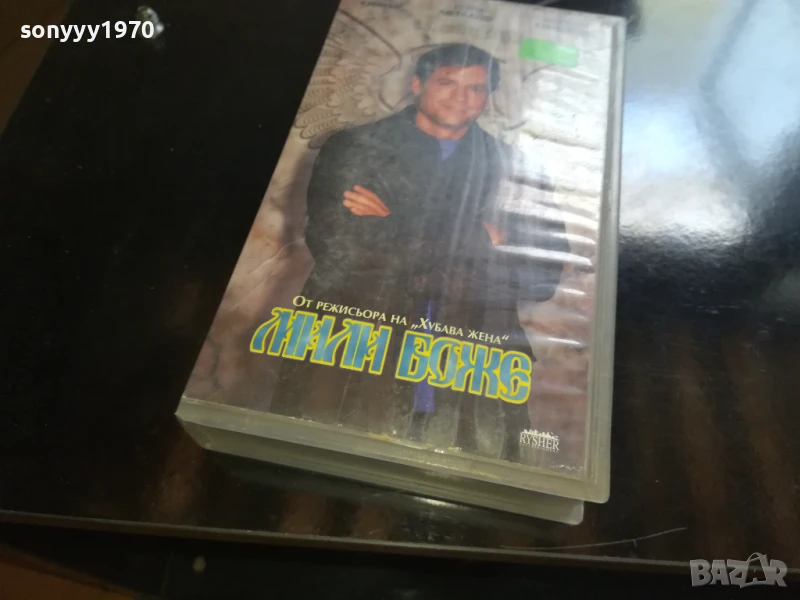 sonyyy1970
От режисьора на „Хубава жена“
МИЛИ БОЖЕ
RYSHER
BAZAR